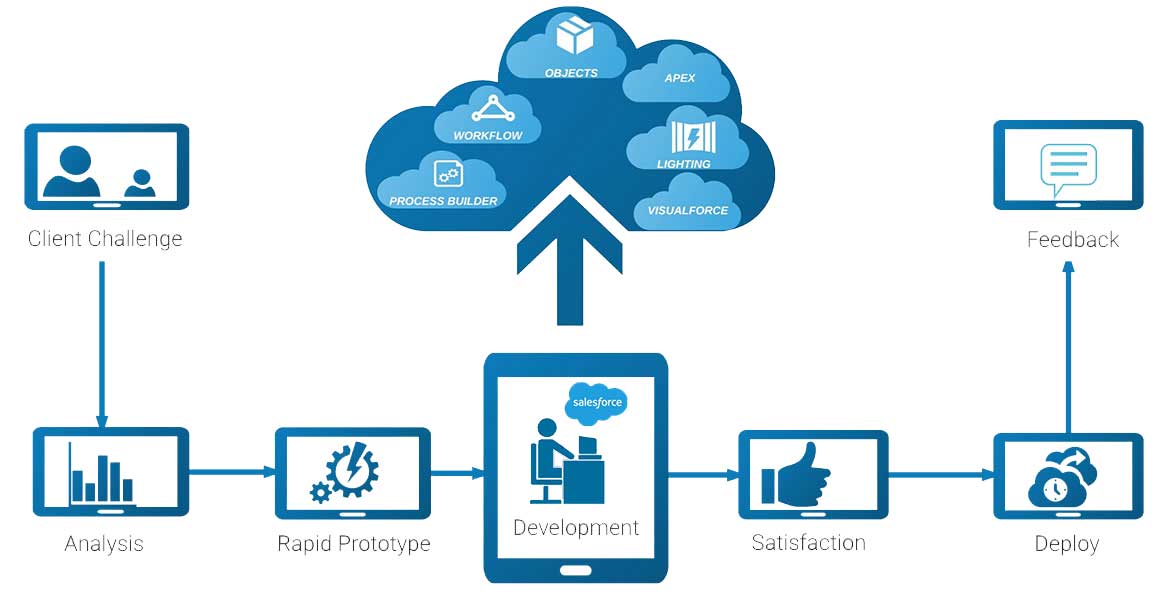 OBJECTS
APEX
WORKFLOW
LIGHTING
PROCESS BUILDER
VISUALFORCE
Client Challenge
Feedback
salesforce
Development
Analysis
Rapid Prototype
Satisfaction
Deploy